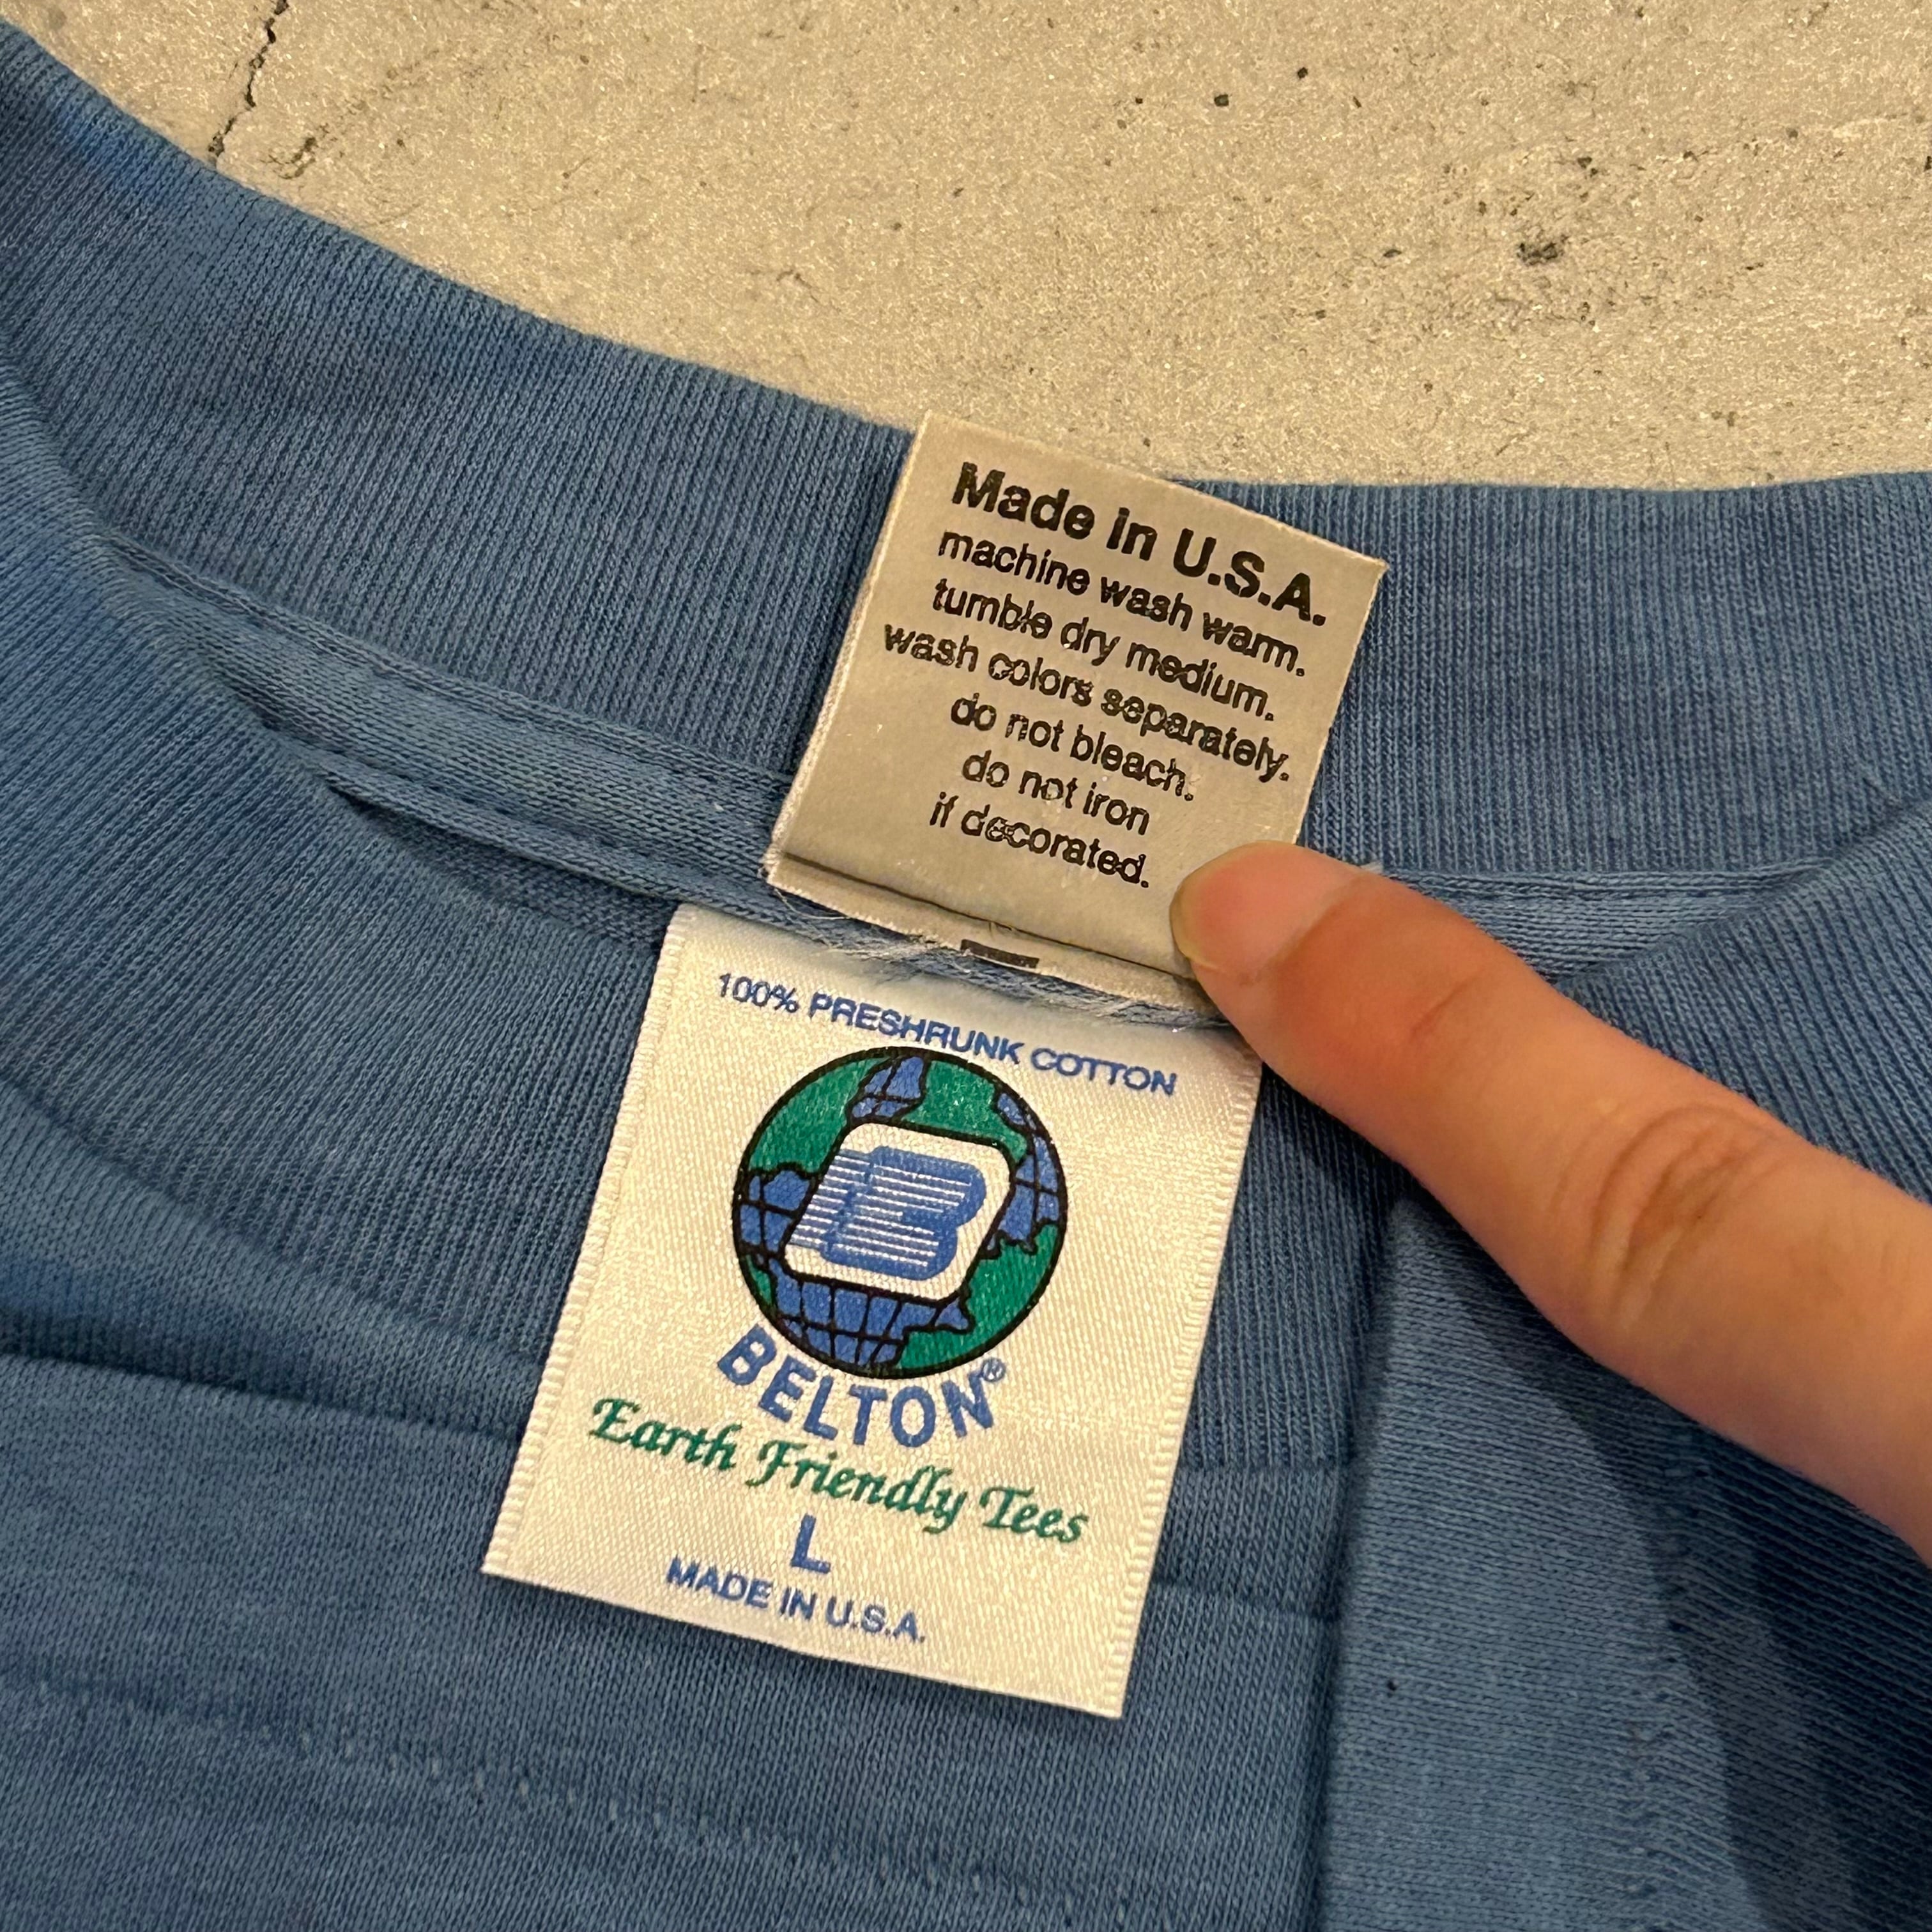 Made in U.S.A.
machine wash warm.
tumble dry medium.
wash colors separately.
do not bleach.
do not iron
if decorated.
100% PRESHRUNK COTTON
B
BELTON®
Earth Friendly Tees
L
MADE IN U.S.A.